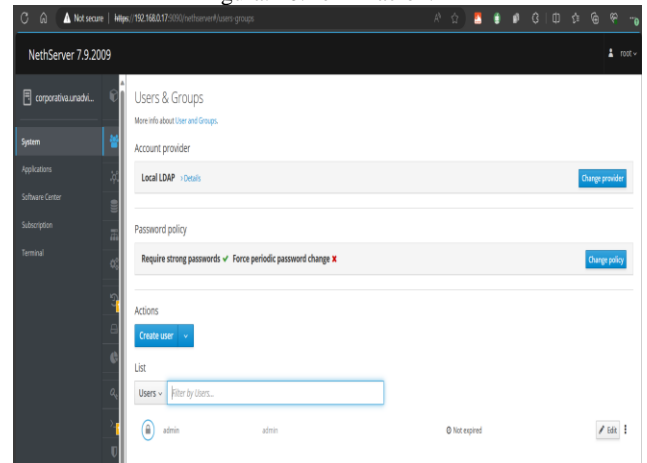 Not secure | https://192.168.0.17:9090/nethserver#/users-groups
NethServer 7.9.2009
root
corporativa.unadvi...
System
Applications
Software Center
Subscription
Terminal
Users & Groups
More info about User and Groups.
Account provider
Local LDAP > Details
Change provider
Password policy
Require strong passwords ✔ Force periodic password change ✖
Change policy
Actions
Create user
List
Users
Filter by Users...
admin admin Not expired Edit